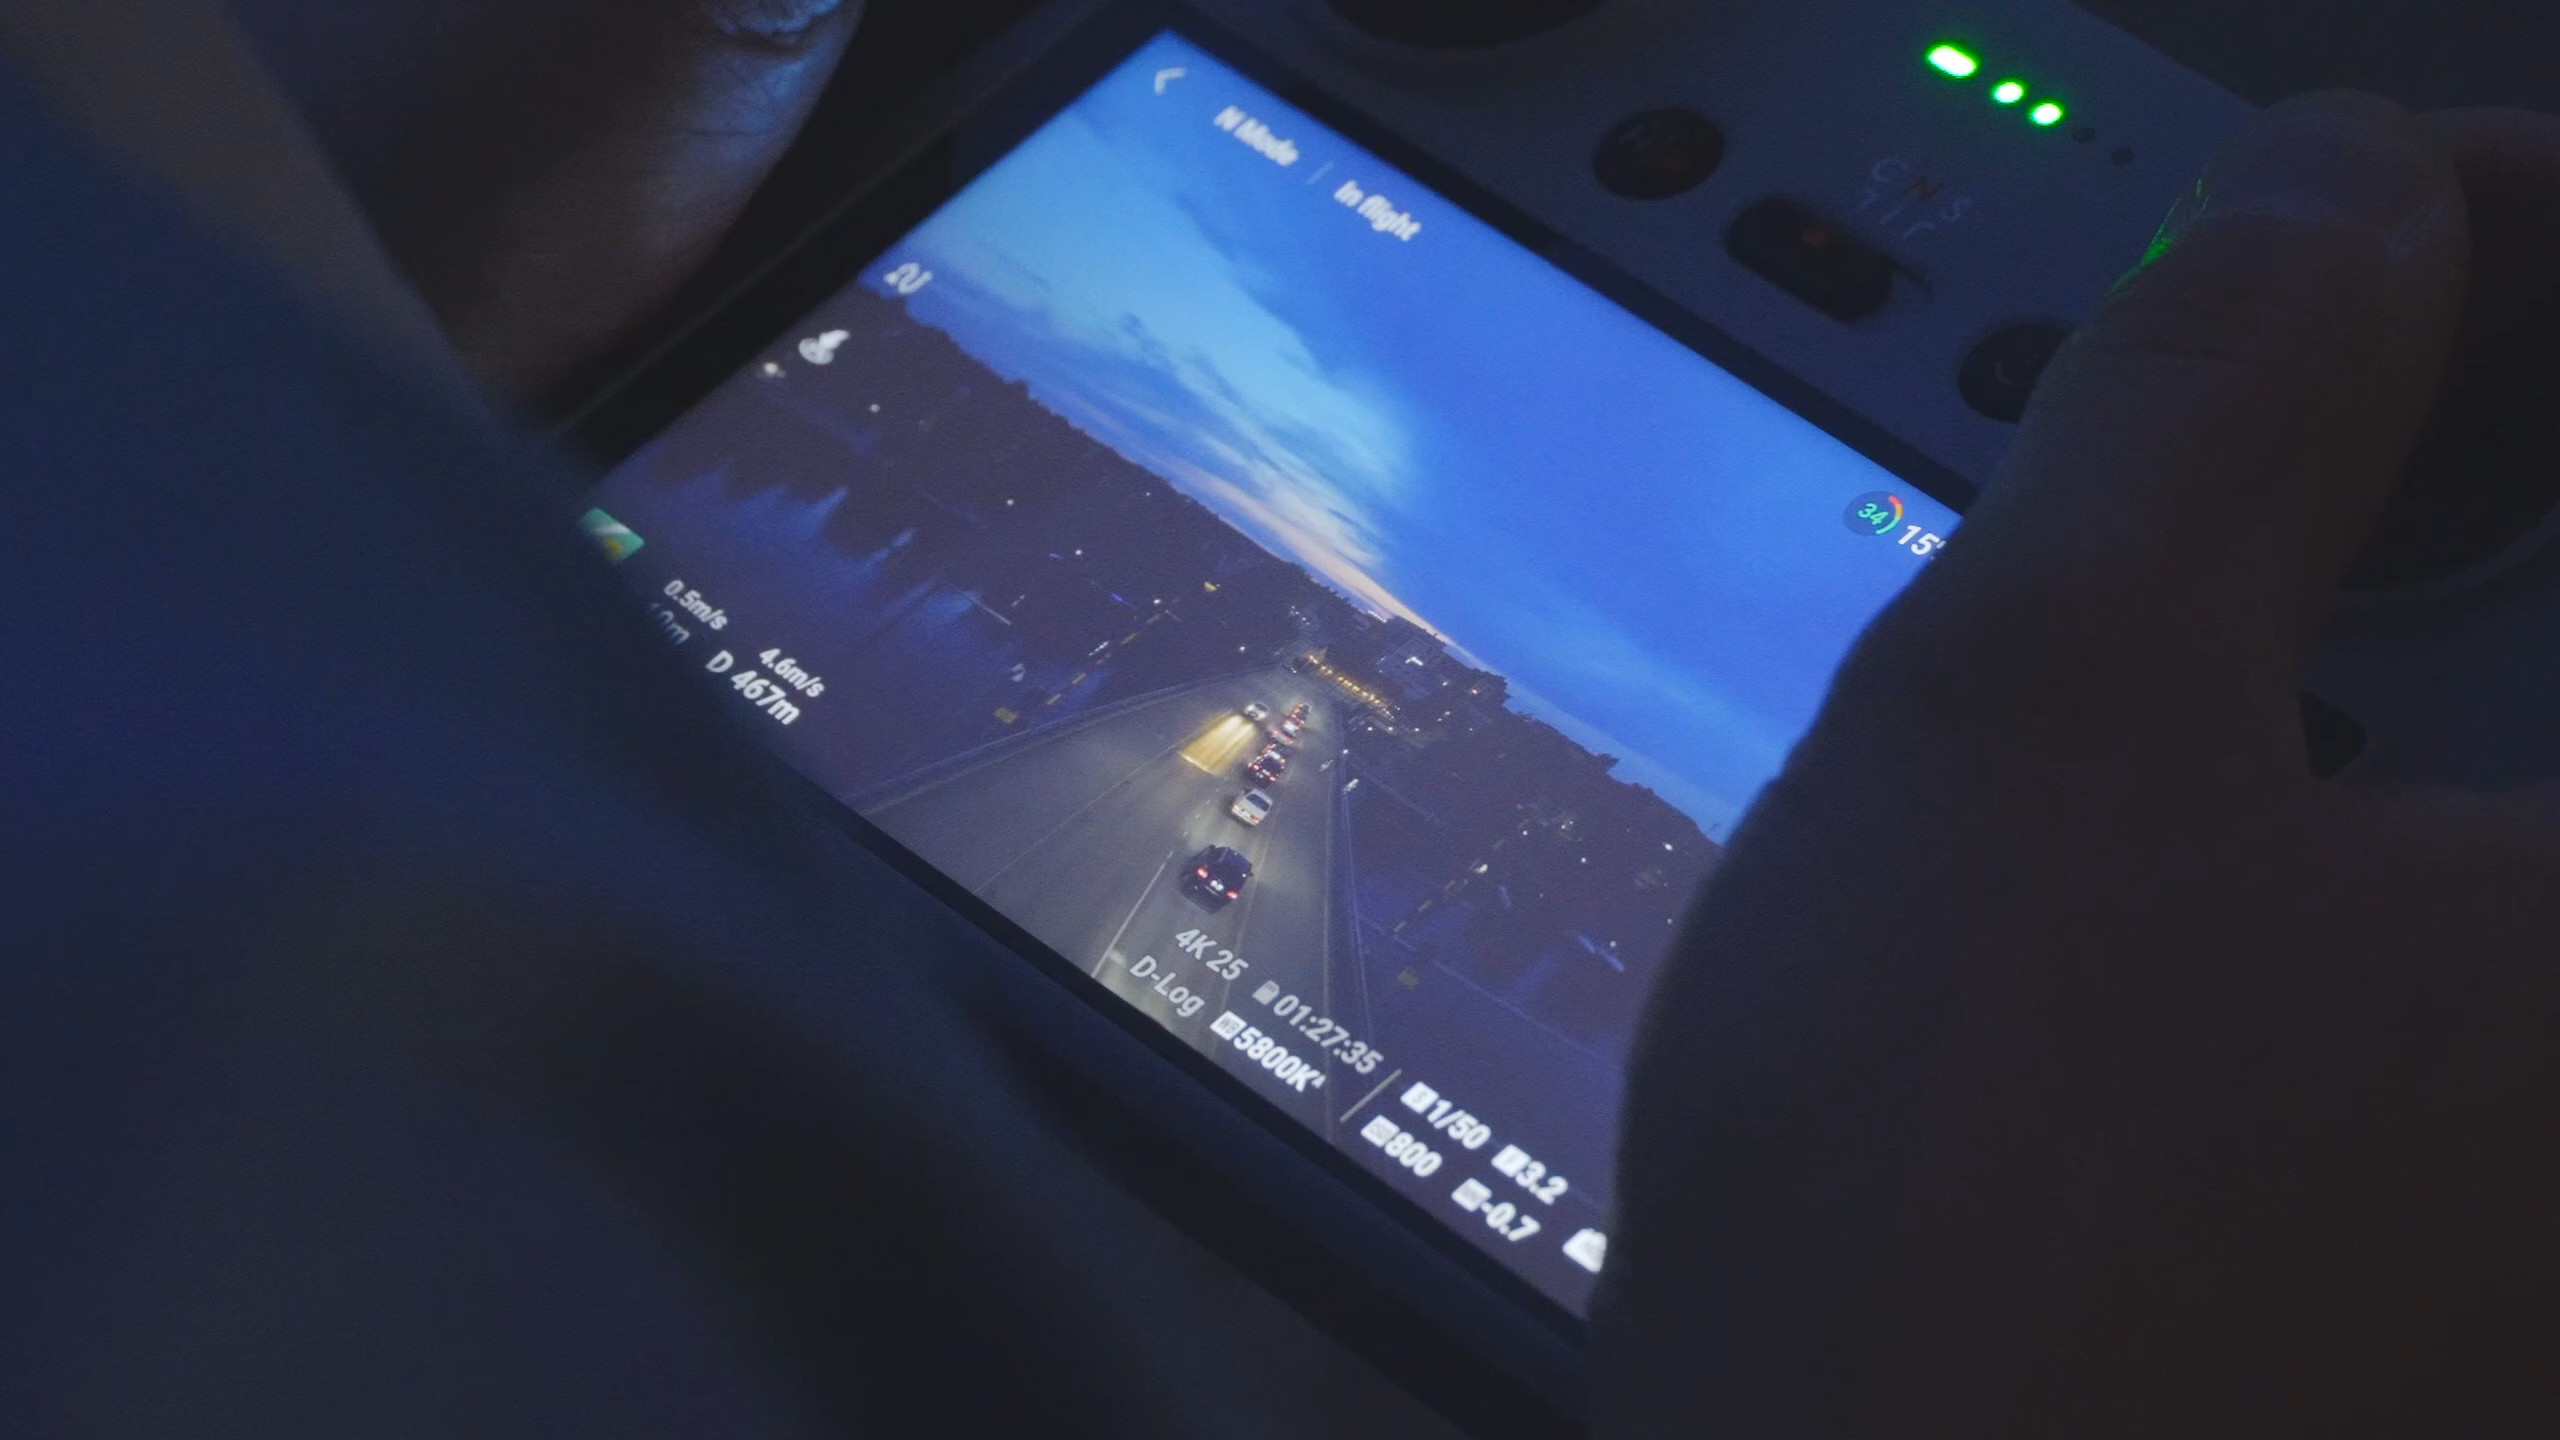 N Mode | In flight
34 15'
C N S
0.5m/s 4.6m/s
D 467m
4K 25 01:27:35
D-Log WB 5800K
S 1/50 F 3.2
800 -0.7